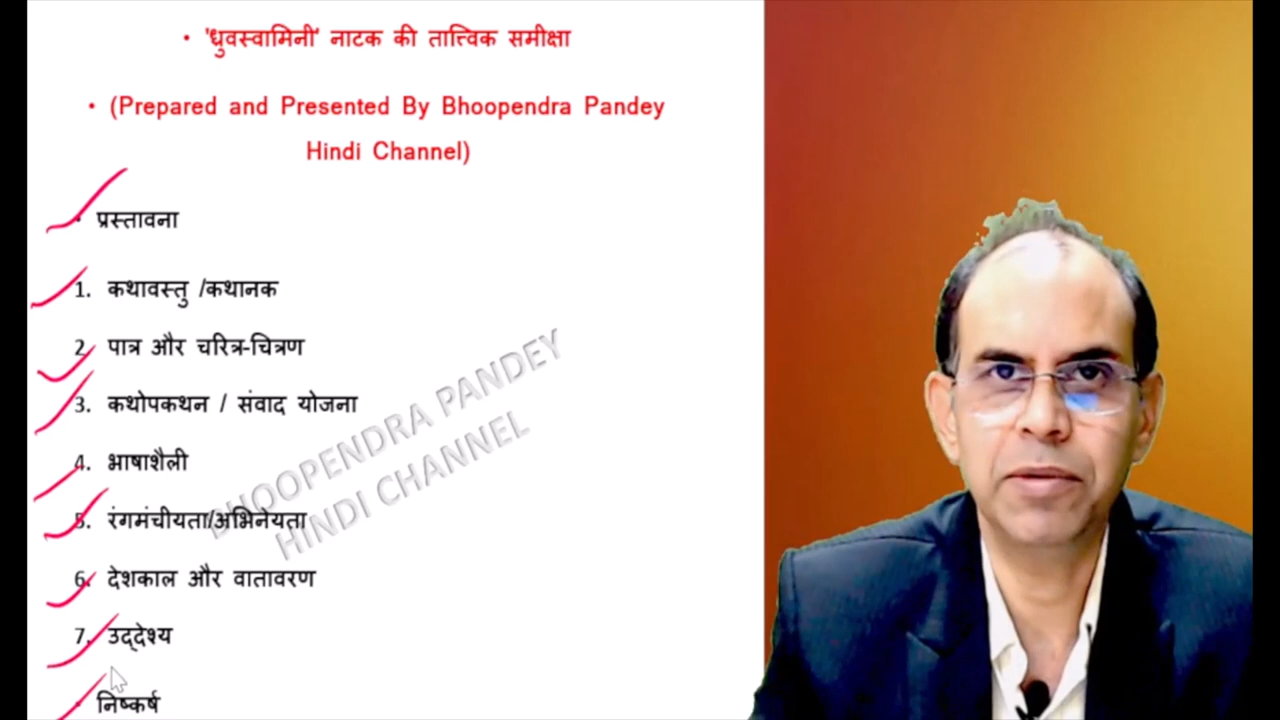 • 'ध्रुवस्वामिनी' नाटक की तात्त्विक समीक्षा
• (Prepared and Presented By Bhoopendra Pandey
Hindi Channel)
• प्रस्तावना
1. कथावस्तु /कथानक
2. पात्र और चरित्र-चित्रण
3. कथोपकथन / संवाद योजना
4. भाषाशैली
5. रंगमंचीयता/अभिनेयता
6. देशकाल और वातावरण
7. उद्देश्य
• निष्कर्ष
BHOOPENDRA PANDEY
HINDI CHANNEL